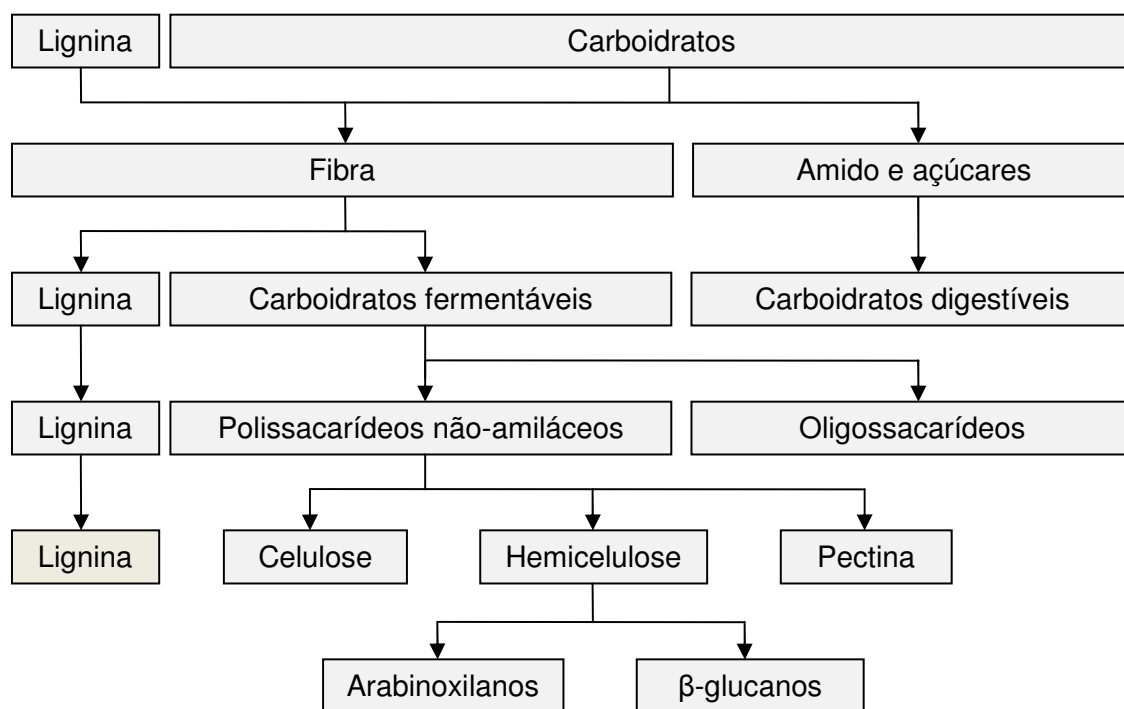 Lignina
Carboidratos
Fibra
Amido e açúcares
Lignina
Carboidratos fermentáveis
Carboidratos digestíveis
Lignina
Polissacarídeos não-amiláceos
Oligossacarídeos
Lignina
Celulose
Hemicelulose
Pectina
Arabinoxilanos
β-glucanos